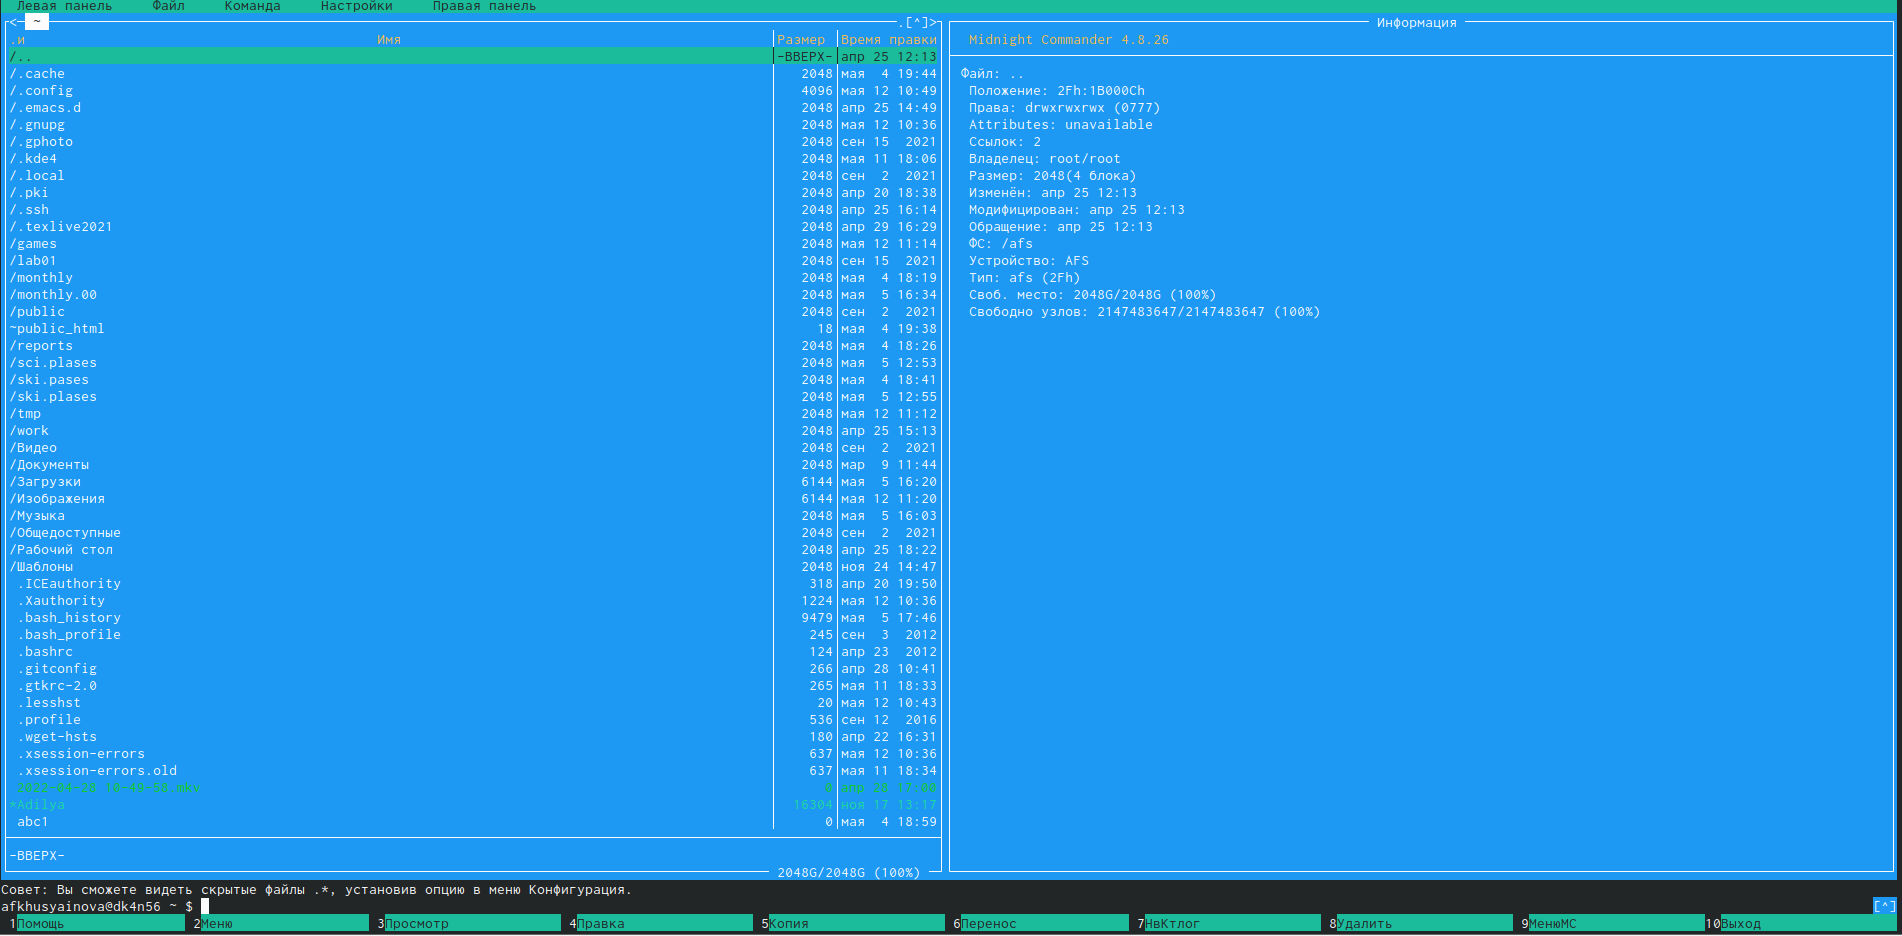 Левая панель Файл Команда Настройки Правая панель
<─ ~ .[^]>
.и Имя Размер Время правки
/.. -ВВЕРХ- апр 25 12:13
/.cache 2048 мая 4 19:44
/.config 4096 мая 12 10:49
/.emacs.d 2048 апр 25 14:49
/.gnupg 2048 мая 12 10:36
/.gphoto 2048 сен 15 2021
/.kde4 2048 мая 11 18:06
/.local 2048 сен 2 2021
/.pki 2048 апр 20 18:38
/.ssh 2048 апр 25 16:14
/.texlive2021 2048 апр 29 16:29
/games 2048 мая 12 11:14
/lab01 2048 сен 15 2021
/monthly 2048 мая 4 18:19
/monthly.00 2048 мая 5 16:34
/public 2048 сен 2 2021
~public_html 18 мая 4 19:38
/reports 2048 мая 4 18:26
/sci.plases 2048 мая 5 12:53
/ski.pases 2048 мая 4 18:41
/ski.plases 2048 мая 5 12:55
/tmp 2048 мая 12 11:12
/work 2048 апр 25 15:13
/Видео 2048 сен 2 2021
/Документы 2048 мар 9 11:44
/Загрузки 6144 мая 5 16:20
/Изображения 6144 мая 12 11:20
/Музыка 2048 мая 5 16:03
/Общедоступные 2048 сен 2 2021
/Рабочий стол 2048 апр 25 18:22
/Шаблоны 2048 ноя 24 14:47
.ICEauthority 318 апр 20 19:50
.Xauthority 1224 мая 12 10:36
.bash_history 9479 мая 5 17:46
.bash_profile 245 сен 3 2012
.bashrc 124 апр 23 2012
.gitconfig 266 апр 28 10:41
.gtkrc-2.0 265 мая 11 18:33
.lesshst 20 мая 12 10:43
.profile 536 сен 12 2016
.wget-hsts 180 апр 22 16:31
.xsession-errors 637 мая 12 10:36
.xsession-errors.old 637 мая 11 18:34
*Adilya 16304 ноя 17 13:17
abc1 0 мая 4 18:59
-ВВЕРХ-
2048G/2048G (100%)
Информация
Midnight Commander 4.8.26
Файл: ..
Положение: 2Fh:1B000Ch
Права: drwxrwxrwx (0777)
Attributes: unavailable
Ссылок: 2
Владелец: root/root
Размер: 2048(4 блока)
Изменён: апр 25 12:13
Модифицирован: апр 25 12:13
Обращение: апр 25 12:13
ФС: /afs
Устройство: AFS
Тип: afs (2Fh)
Своб. место: 2048G/2048G (100%)
Свободно узлов: 2147483647/2147483647 (100%)
Совет: Вы сможете видеть скрытые файлы .*, установив опцию в меню Конфигурация.
afkhusyainova@dk4n56 ~ $ [^]
1Помощь 2Меню 3Просмотр 4Правка 5Копия 6Перенос 7НвКтлог 8Удалить 9МенюМС 10Выход